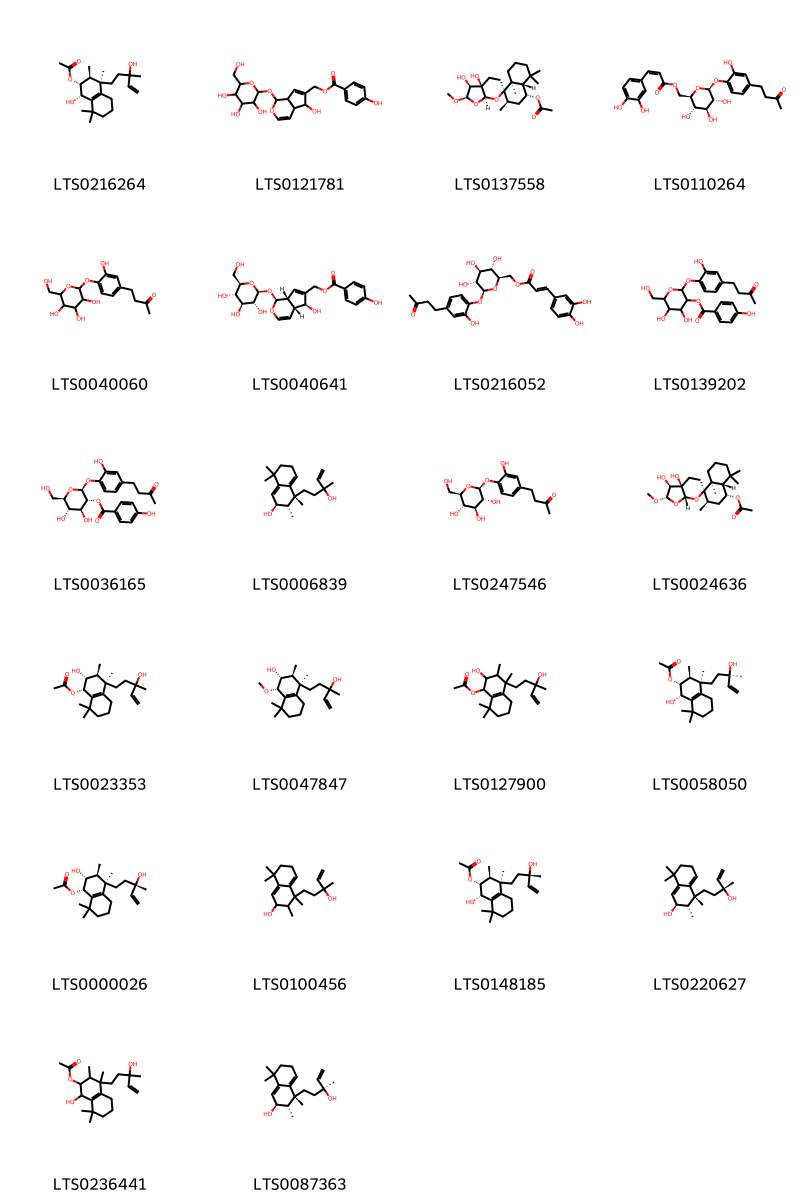 LTS0216264 LTS0121781 LTS0137558 LTS0110264
LTS0040060 LTS0040641 LTS0216052 LTS0139202
LTS0036165 LTS0006839 LTS0247546 LTS0024636
LTS0023353 LTS0047847 LTS0127900 LTS0058050
LTS0000026 LTS0100456 LTS0148185 LTS0220627
LTS0236441 LTS0087363